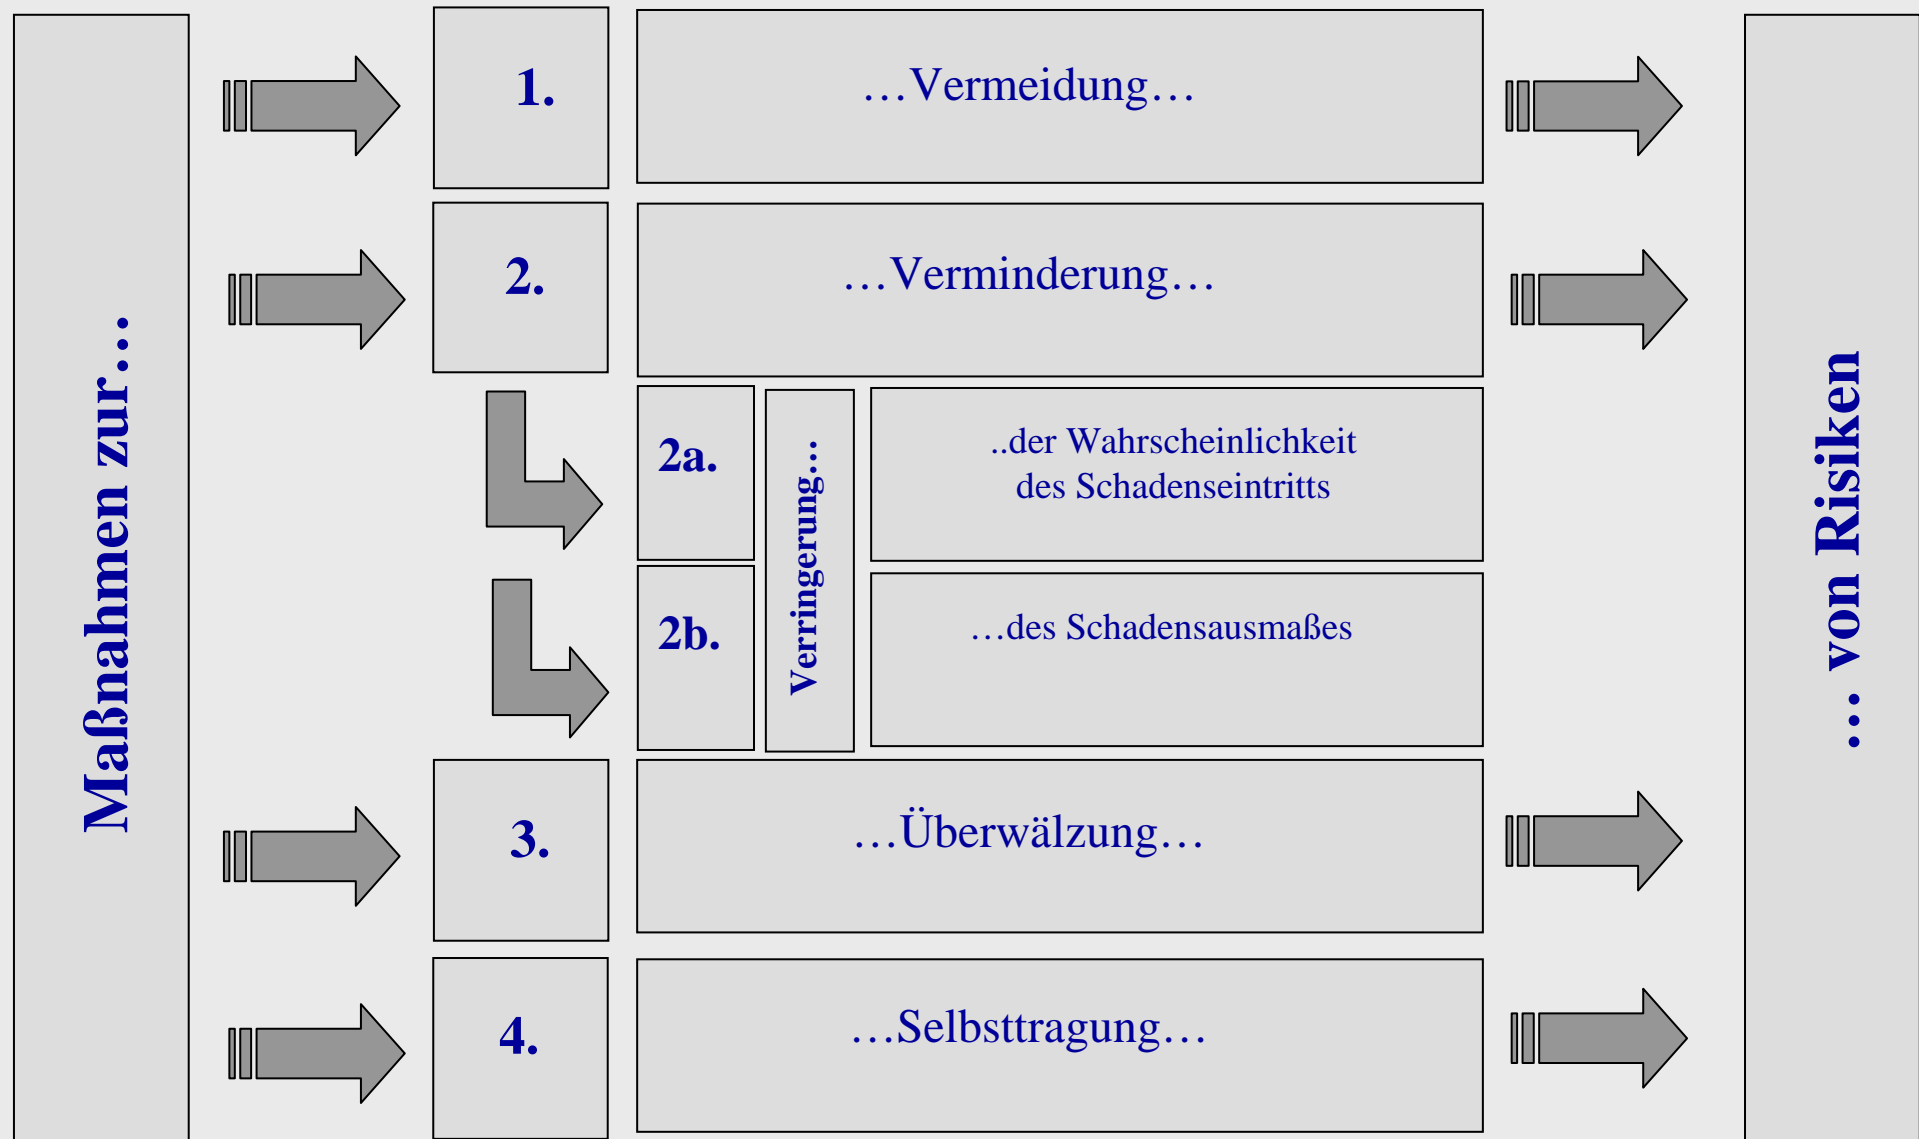 Maßnahmen zur…
1.
…Vermeidung…
2.
…Verminderung…
2a.
Verringerung…
..der Wahrscheinlichkeit
des Schadenseintritts
2b.
…des Schadensausmaßes
3.
…Überwälzung…
4.
…Selbsttragung…
… von Risiken